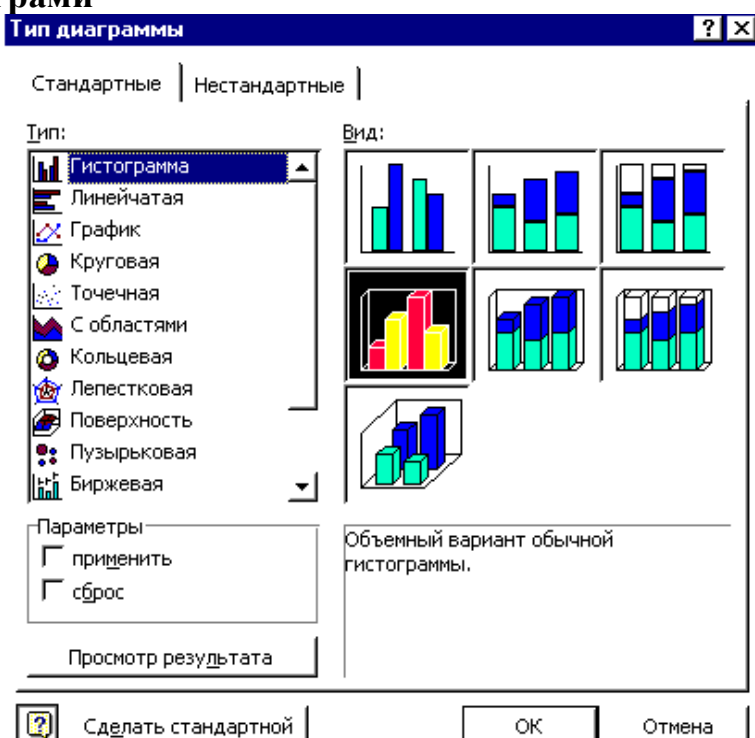 грами
Тип диаграммы
Стандартные Нестандартные
Тип:
Вид:
Гистограмма
Линейчатая
График
Круговая
Точечная
С областями
Кольцевая
Лепестковая
Поверхность
Пузырьковая
Биржевая
Параметры
применить
сброс
Объемный вариант обычной
гистограммы.
Просмотр результата
Сделать стандартной
ОК
Отмена